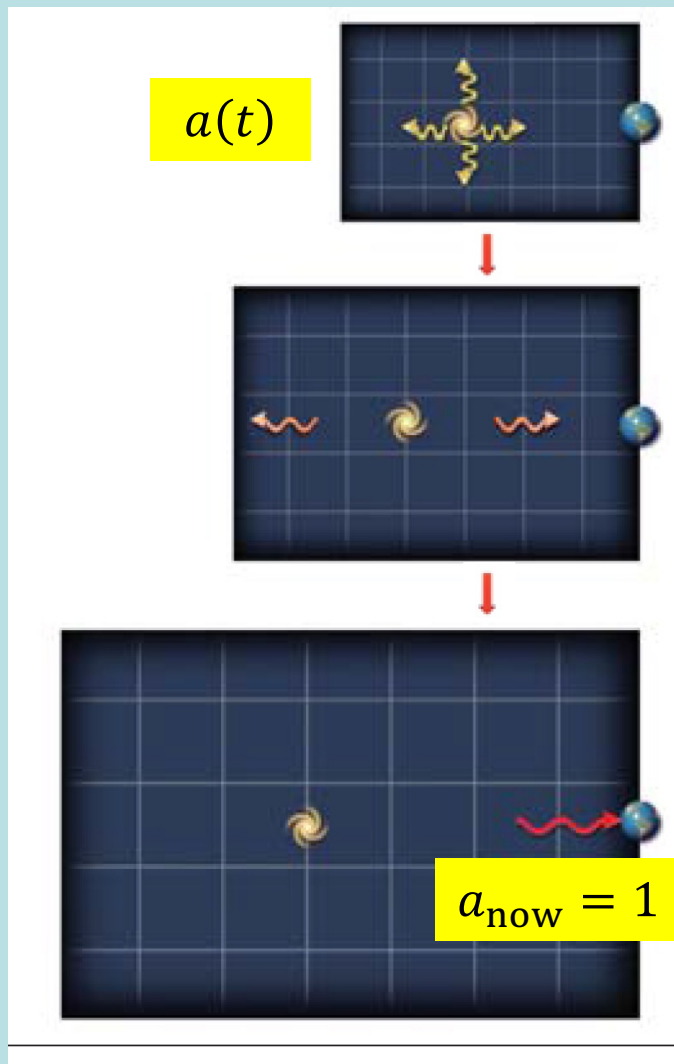 a(t)
a_now = 1